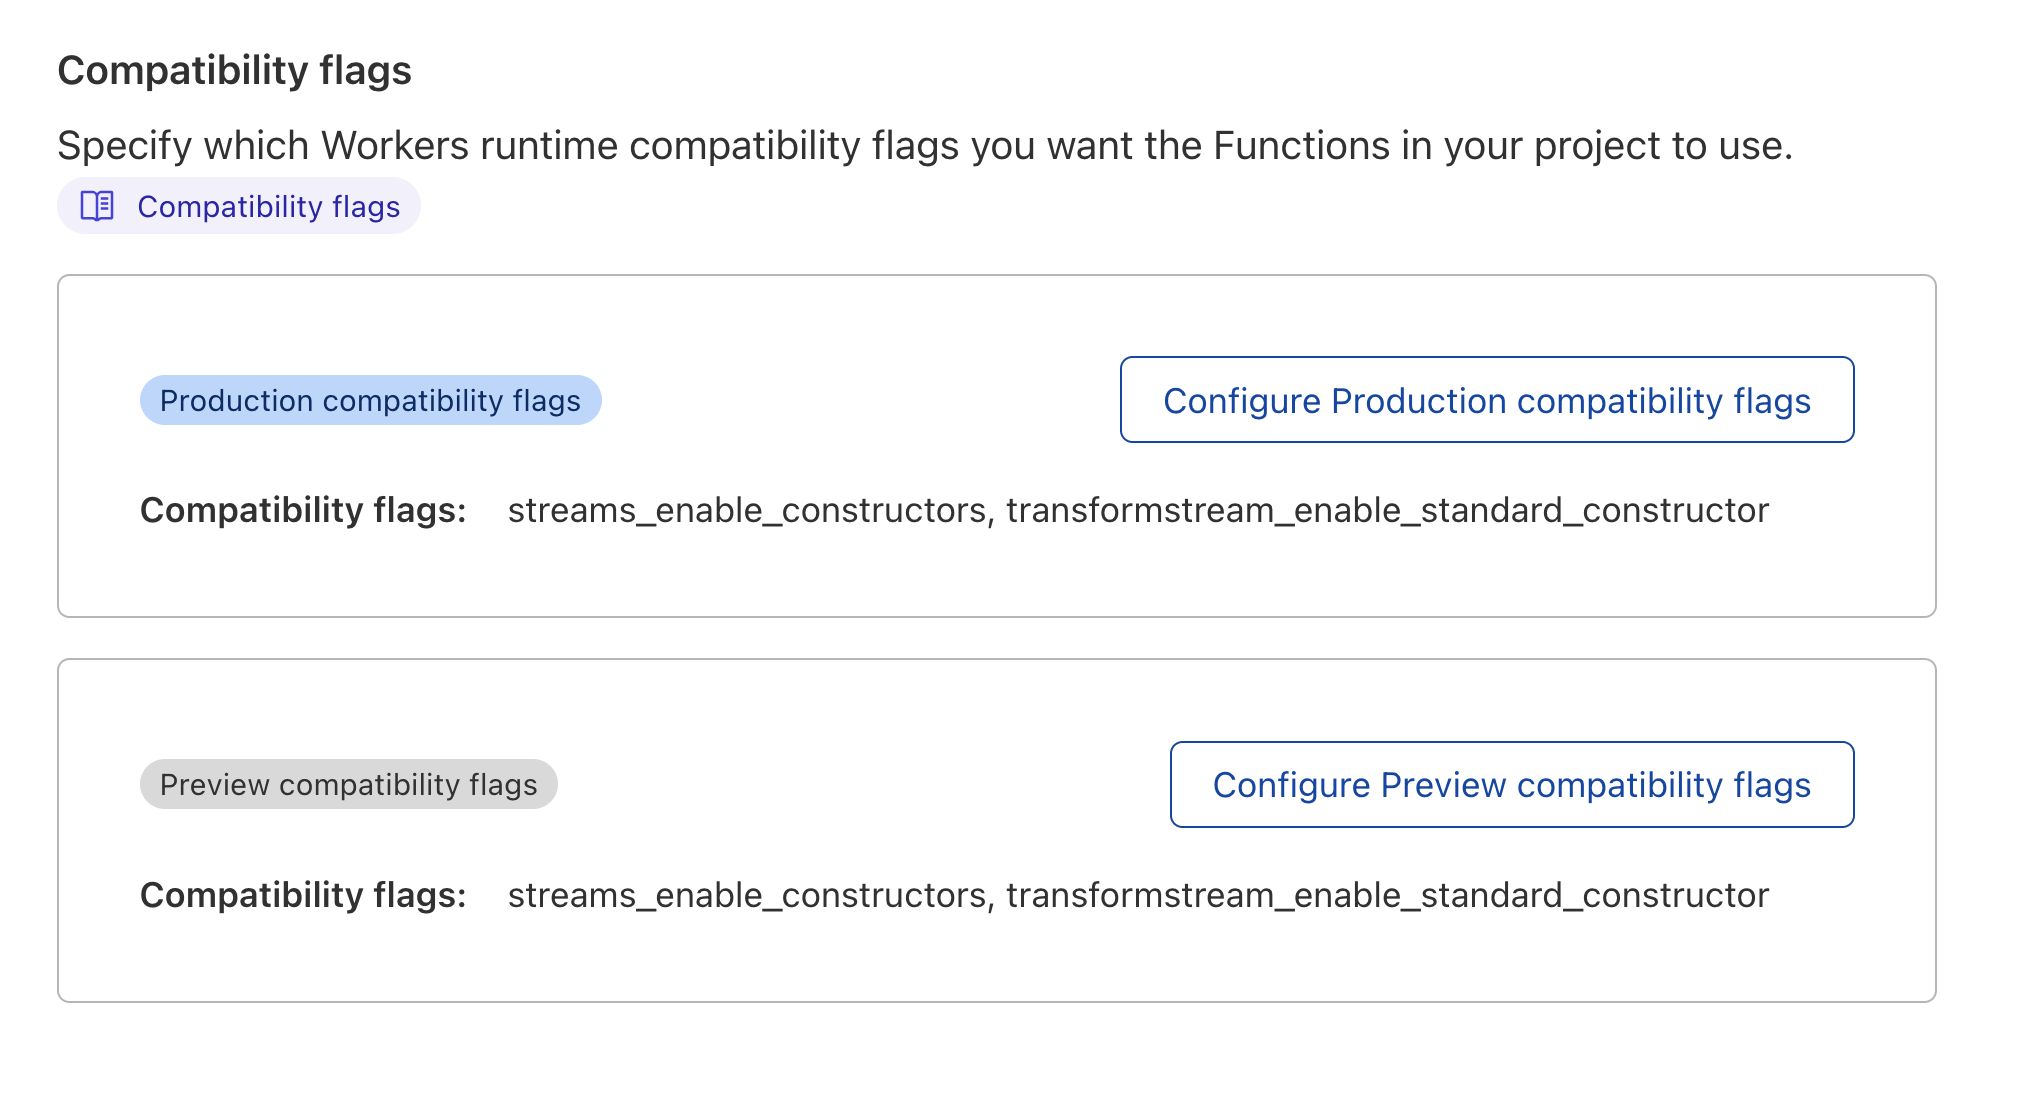 Compatibility flags
Specify which Workers runtime compatibility flags you want the Functions in your project to use.
Compatibility flags
Production compatibility flags
Configure Production compatibility flags
Compatibility flags: streams_enable_constructors, transformstream_enable_standard_constructor
Preview compatibility flags
Configure Preview compatibility flags
Compatibility flags: streams_enable_constructors, transformstream_enable_standard_constructor